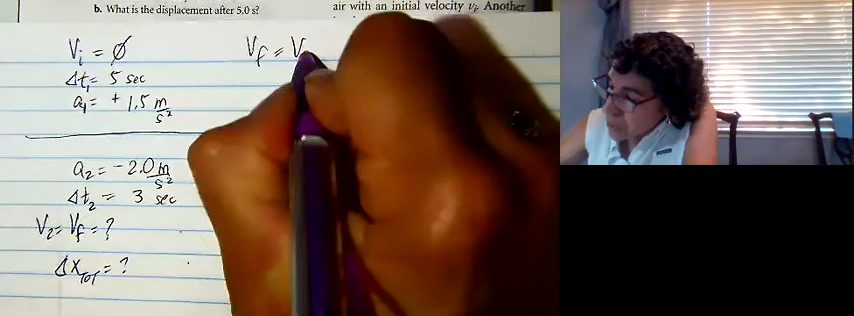 b. What is the displacement after 5.0 s?
air with an initial velocity vᵢ. Another
Vi = ∅
Δt₁ = 5 sec
a₁ = + 1.5 m/s²
Vf = V
a₂ = - 2.0 m/s²
Δt₂ = 3 sec
V₂ = Vf = ?
ΔxTOT = ?